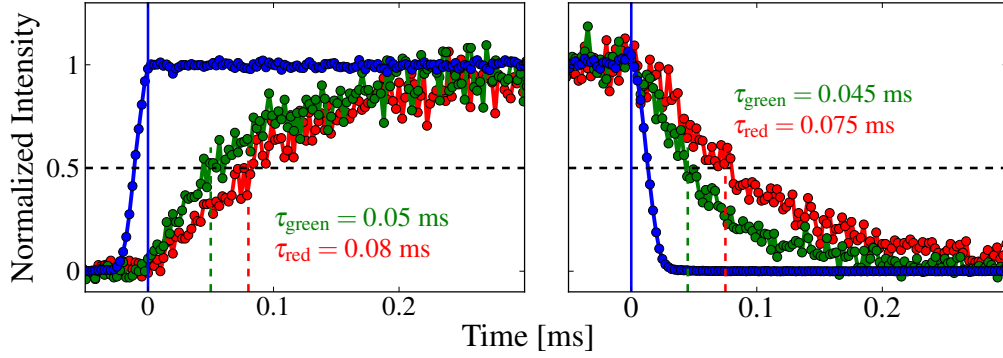 Normalized Intensity
1
0.5
0
τgreen = 0.05 ms
τred = 0.08 ms
0 0.1 0.2
τgreen = 0.045 ms
τred = 0.075 ms
0 0.1 0.2
Time [ms]